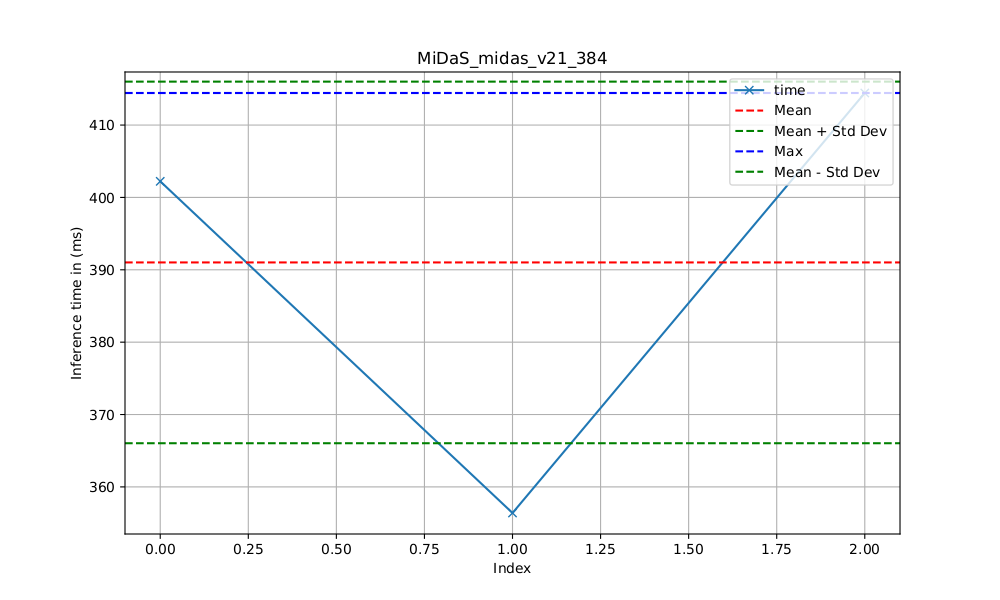 MiDaS_midas_v21_384
time
Mean
Mean + Std Dev
Max
Mean - Std Dev
Inference time in (ms)
410
400
390
380
370
360
0.00 0.25 0.50 0.75 1.00 1.25 1.50 1.75 2.00
Index